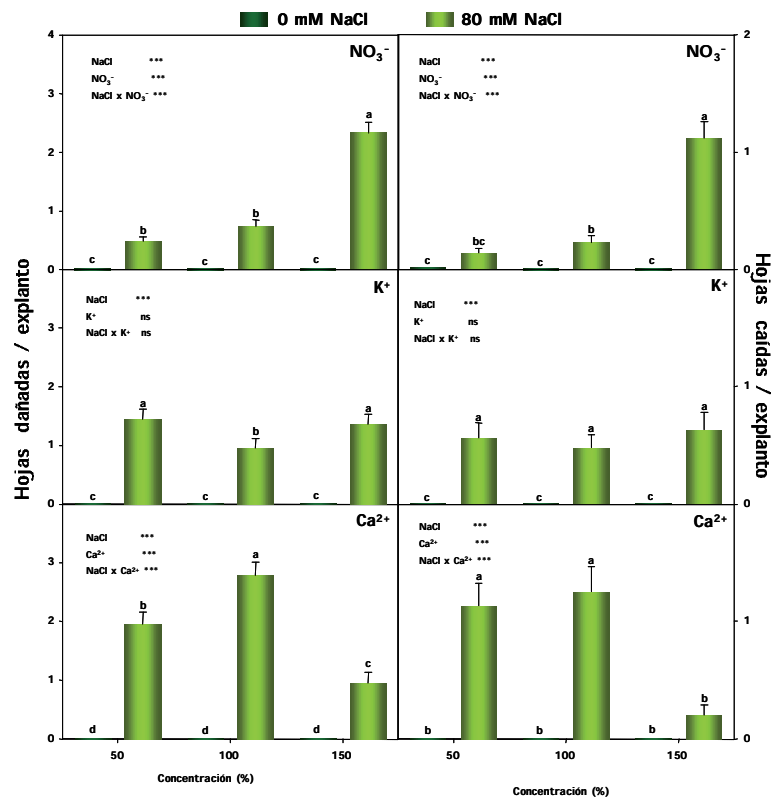 0 mM NaCl 80 mM NaCl
4 NO₃⁻ NO₃⁻ 2
NaCl *** NaCl ***
NO₃⁻ *** NO₃⁻ ***
NaCl x NO₃⁻ *** NaCl x NO₃⁻ ***
3
a a
2 1
b b c b c c bc c b c
1
0 0
K⁺ K⁺
NaCl *** NaCl ***
K⁺ ns K⁺ ns
NaCl x K⁺ ns NaCl x K⁺ ns
3
2 1
a b a a a a
1
c c c c c c
0 0
Ca²⁺ Ca²⁺
NaCl *** NaCl ***
Ca²⁺ *** Ca²⁺ ***
NaCl x Ca²⁺ *** NaCl x Ca²⁺ ***
3
b a c a a b
2 1
1
d d d b b b
0 0
50 100 150 50 100 150
Concentración (%)
Concentración (%)
Hojas dañadas / explanto
Hojas caídas / explanto